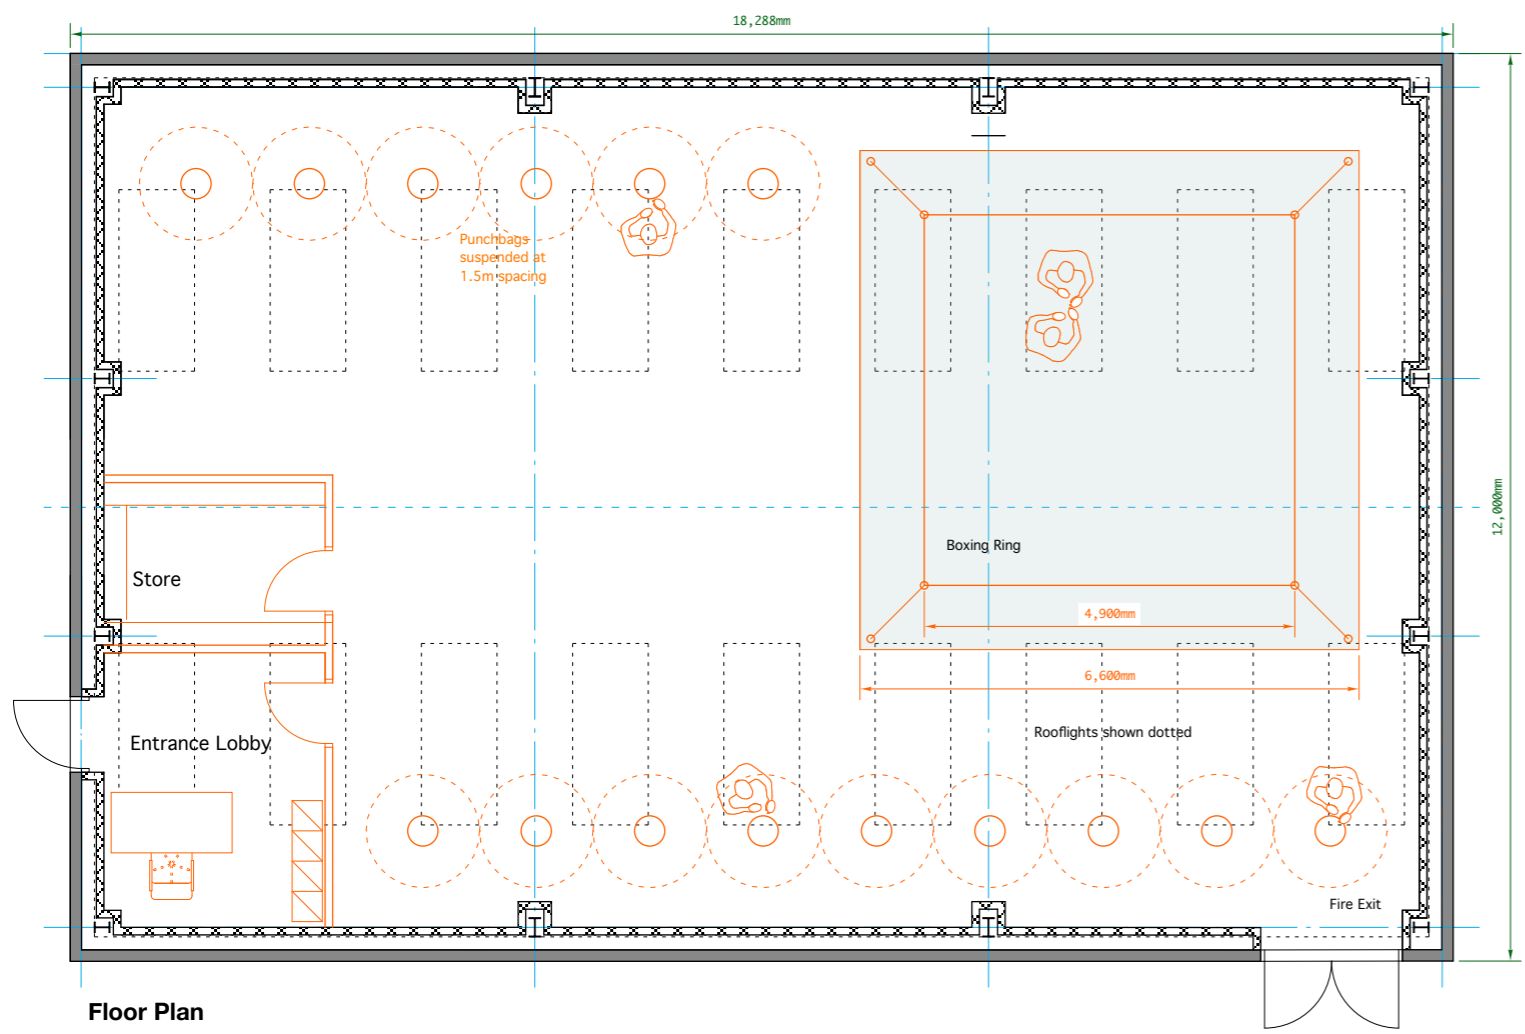 18,288mm
Punchbags
suspended at
1.5m spacing
12,000mm
Boxing Ring
Store
4,900mm
6,600mm
Rooflights shown dotted
Entrance Lobby
Fire Exit
Floor Plan